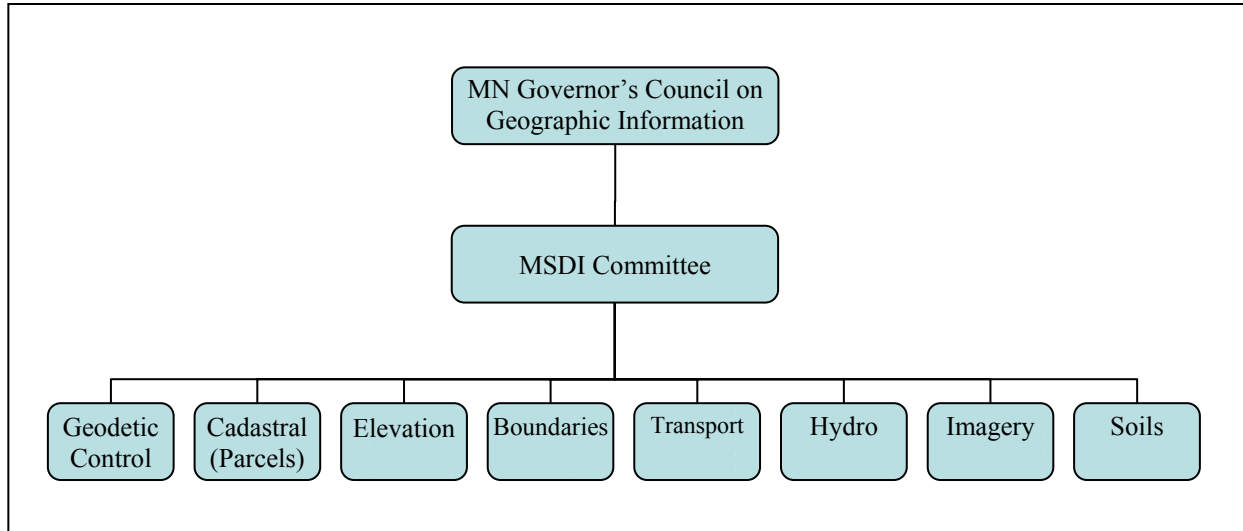 MN Governor’s Council on
Geographic Information
MSDI Committee
Geodetic
Control
Cadastral
(Parcels)
Elevation
Boundaries
Transport
Hydro
Imagery
Soils